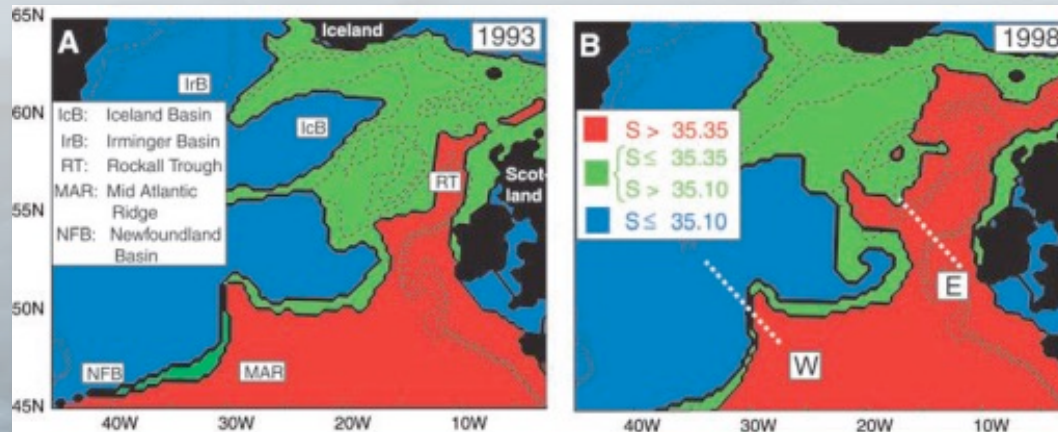 65N
60N
55N
50N
45N
A
Iceland
1993
IrB
IcB: Iceland Basin
IrB: Irminger Basin
RT: Rockall Trough
MAR: Mid Atlantic
Ridge
NFB: Newfoundland
Basin
IcB
RT
Scot-
land
NFB
MAR
40W
30W
20W
10W
B
1998
S > 35.35
S ≤ 35.35
S > 35.10
S ≤ 35.10
E
W
40W
30W
20W
10W